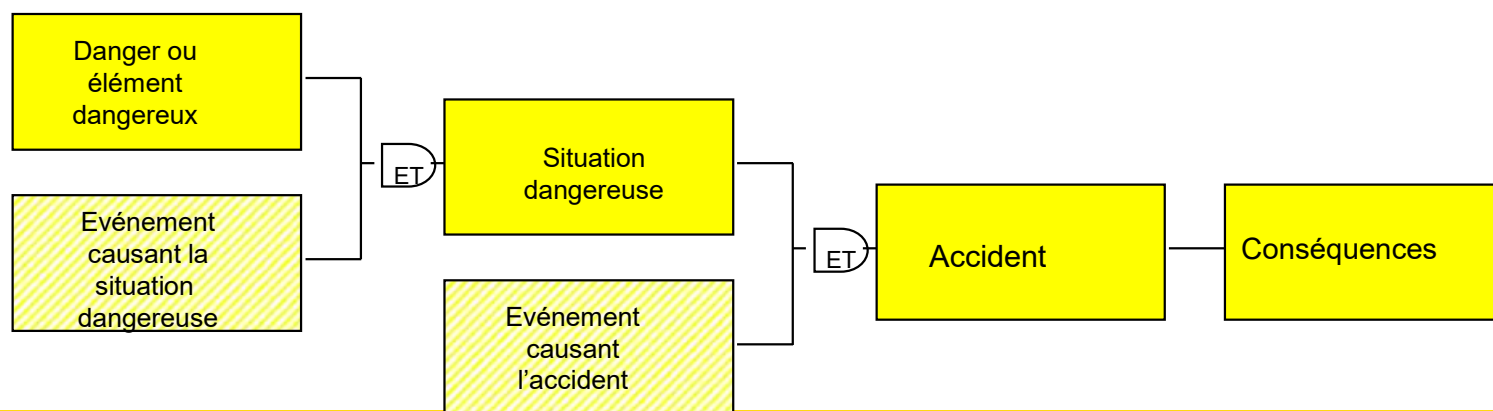 Danger ou
élément
dangereux
Evénement
causant la
situation
dangereuse
ET
Situation
dangereuse
Evénement
causant
l’accident
ET
Accident
Conséquences